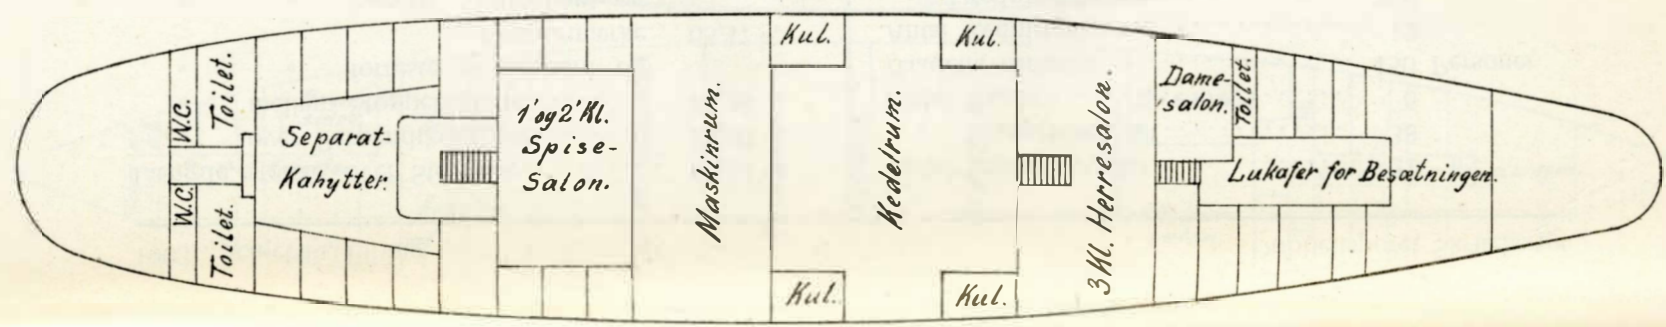 W.C.
Toilet.
W.C.
Toilet.
Separat-
Kahytter.
1' og 2' Kl.
Spise-
Salon.
Maskinrum.
Kul.
Kul.
Kedelrum.
Kul.
Kul.
3 Kl. Herresalon.
Dame-
salon.
Toilet.
Lukafer for Besætningen.